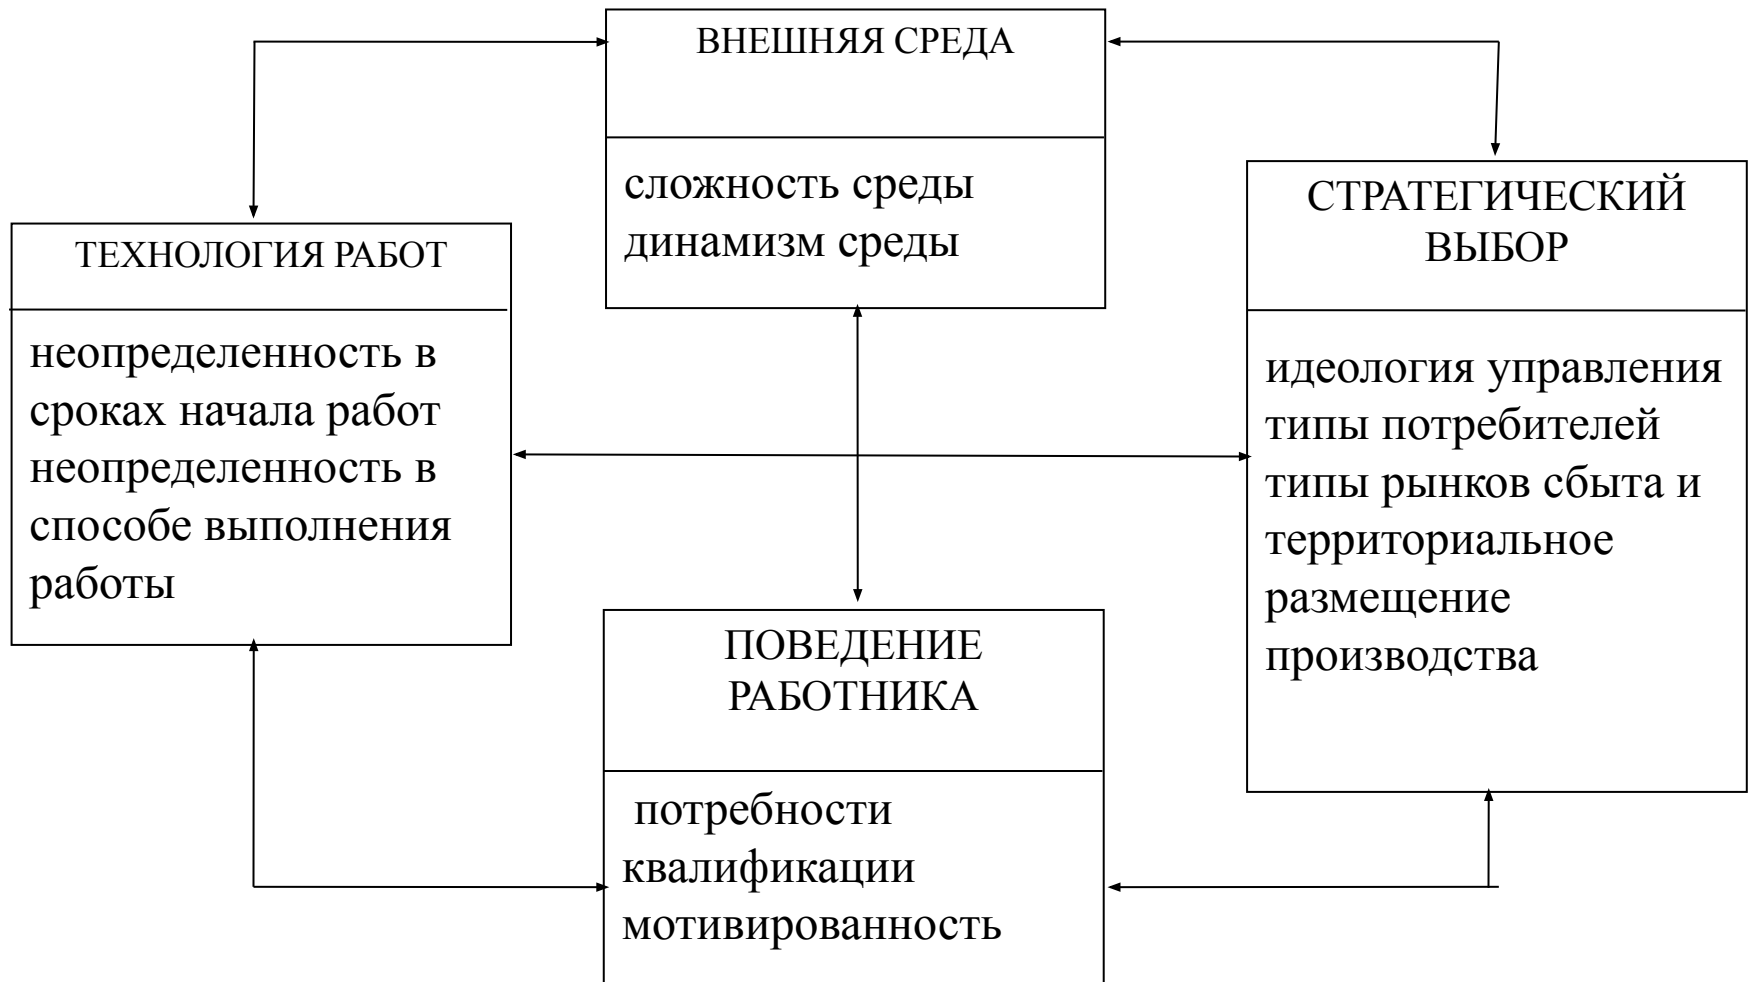 ВНЕШНЯЯ СРЕДА
сложность среды
динамизм среды
ТЕХНОЛОГИЯ РАБОТ
неопределенность в
сроках начала работ
неопределенность в
способе выполнения
работы
СТРАТЕГИЧЕСКИЙ
ВЫБОР
идеология управления
типы потребителей
типы рынков сбыта и
территориальное
размещение
производства
ПОВЕДЕНИЕ
РАБОТНИКА
потребности
квалификации
мотивированность